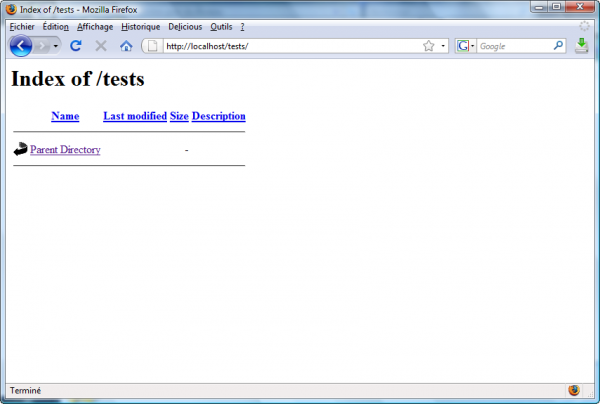 Index of /tests - Mozilla Firefox
Fichier Édition Affichage Historique Delicious Outils ?
http://localhost/tests/ G Google
Index of /tests
Name Last modified Size Description
Parent Directory -
Terminé